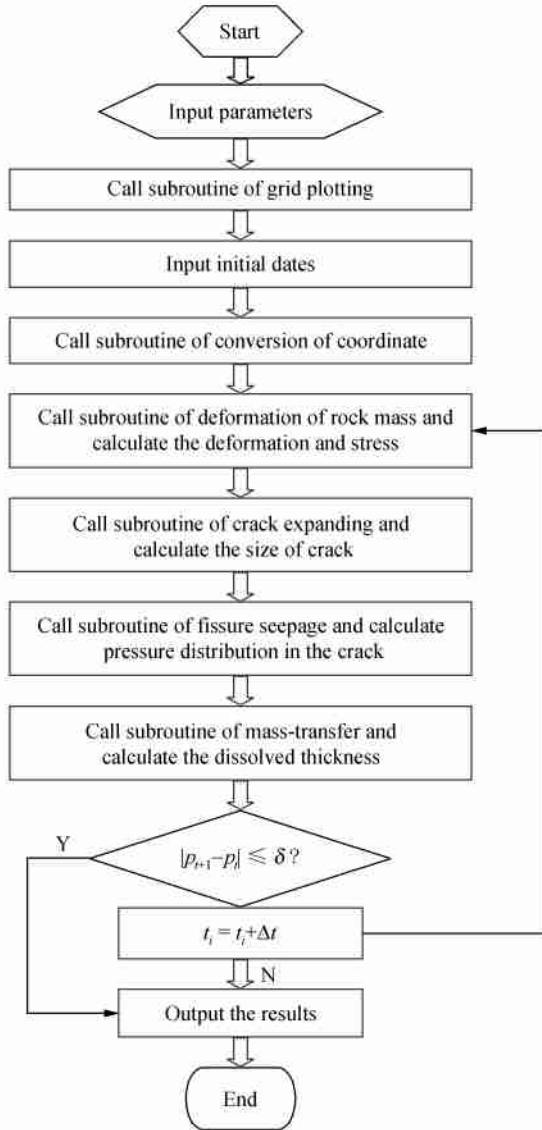 Start
Input parameters
Call subroutine of grid plotting
Input initial dates
Call subroutine of conversion of coordinate
Call subroutine of deformation of rock mass and
calculate the deformation and stress
Call subroutine of crack expanding and
calculate the size of crack
Call subroutine of fissure seepage and calculate
pressure distribution in the crack
Call subroutine of mass-transfer and
calculate the dissolved thickness
Y
|p_{t+1}–p_t| ⩽ δ?
t_i = t_i+Δt
N
Output the results
End